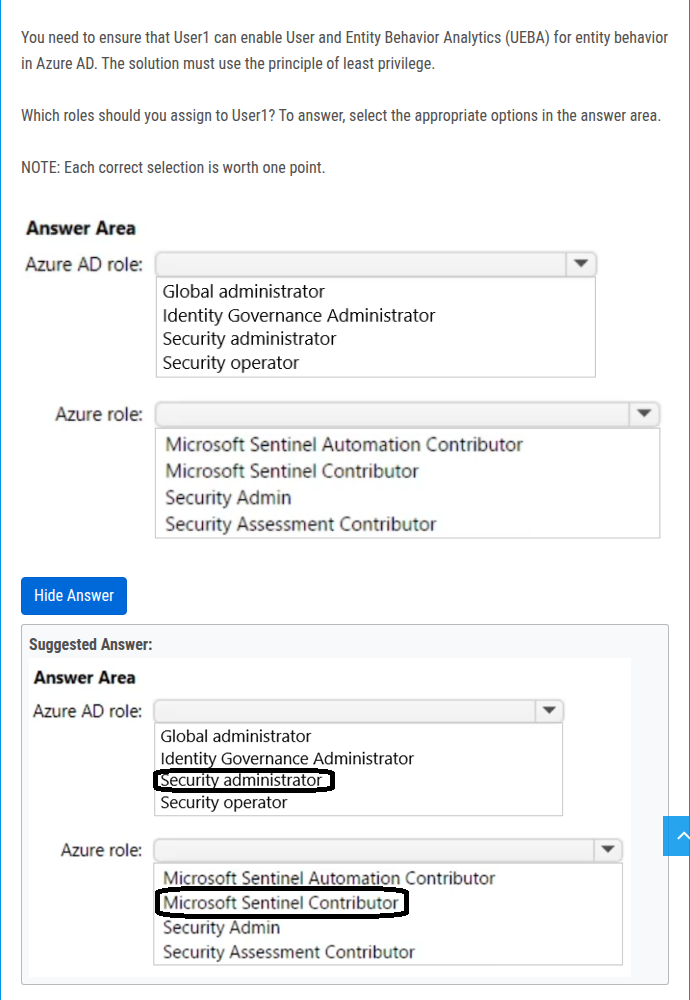 You need to ensure that User1 can enable User and Entity Behavior Analytics (UEBA) for entity behavior
in Azure AD. The solution must use the principle of least privilege.
Which roles should you assign to User1? To answer, select the appropriate options in the answer area.
NOTE: Each correct selection is worth one point.
Answer Area
Azure AD role:
Global administrator
Identity Governance Administrator
Security administrator
Security operator
Azure role:
Microsoft Sentinel Automation Contributor
Microsoft Sentinel Contributor
Security Admin
Security Assessment Contributor
Hide Answer
Suggested Answer:
Answer Area
Azure AD role:
Global administrator
Identity Governance Administrator
Security administrator
Security operator
Azure role:
Microsoft Sentinel Automation Contributor
Microsoft Sentinel Contributor
Security Admin
Security Assessment Contributor